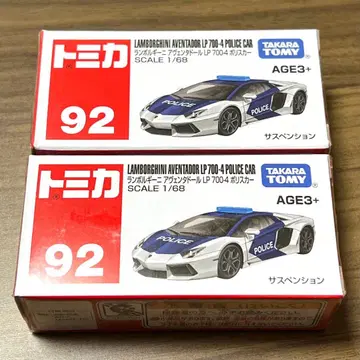 トミカ
92
LAMBORGHINI AVENTADOR LP 700-4 POLICE CAR
ランボルギーニ アヴェンタドール LP 700-4 ポリスカー
SCALE 1/68
TAKARA TOMY
AGE3+
POLICE
POLICE
サスペンション
トミカ
92
LAMBORGHINI AVENTADOR LP 700-4 POLICE CAR
ランボルギーニ アヴェンタドール LP 700-4 ポリスカー
SCALE 1/68
TAKARA TOMY
AGE3+
POLICE
POLICE
サスペンション